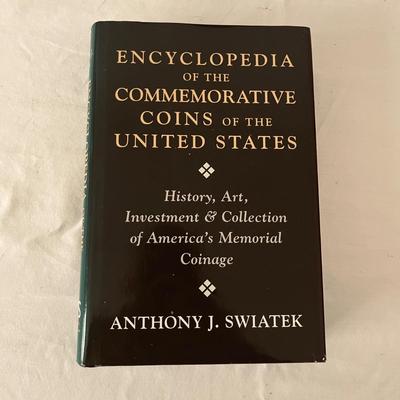 ENCYCLOPEDIA
OF THE
COMMEMORATIVE
COINS OF THE
UNITED STATES
History, Art,
Investment & Collection
of America's Memorial
Coinage
ANTHONY J. SWIATEK